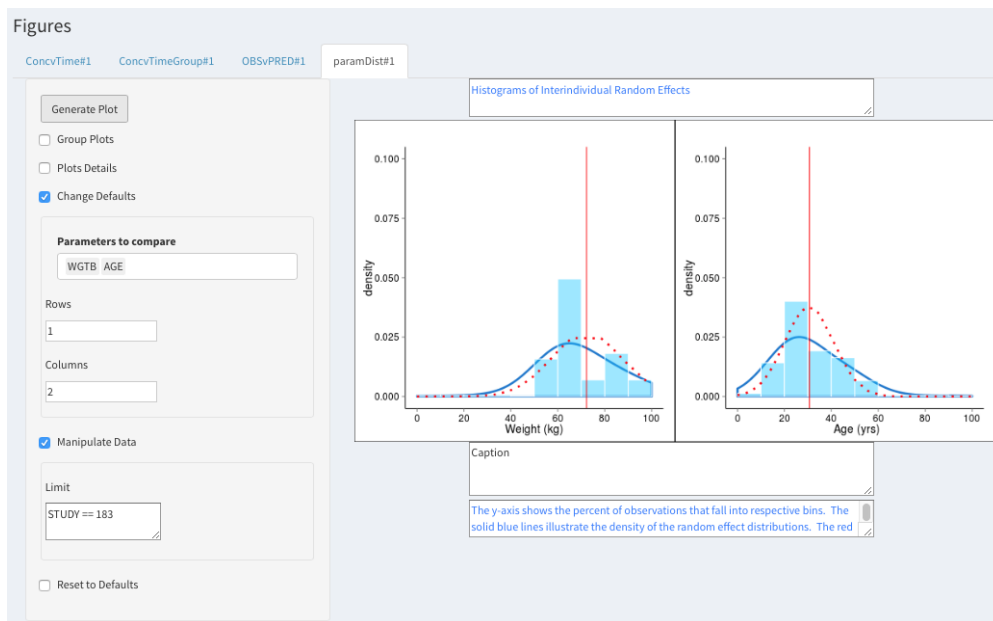 Figures
ConcvTime#1 ConcvTimeGroup#1 OBSvPRED#1 paramDist#1
Generate Plot
Group Plots
Plots Details
Change Defaults
Parameters to compare
WGTB AGE
Rows
1
Columns
2
Manipulate Data
Limit
STUDY == 183
Reset to Defaults
Histograms of Interindividual Random Effects
0.100
0.075
0.050
0.025
0.000
density
0 20 40 60 80 100
Weight (kg)
0.100
0.075
0.050
0.025
0.000
density
0 20 40 60 80 100
Age (yrs)
Caption
The y-axis shows the percent of observations that fall into respective bins. The
solid blue lines illustrate the density of the random effect distributions. The red